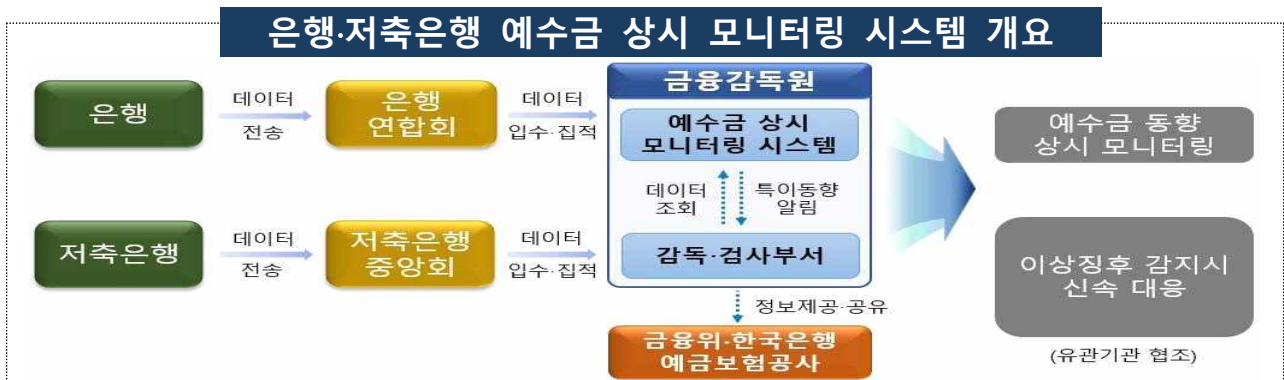 은행·저축은행 예수금 상시 모니터링 시스템 개요
은행
데이터
전송
은행
연합회
데이터
입수·집적
저축은행
데이터
전송
저축은행
중앙회
데이터
입수·집적
금융감독원
예수금 상시
모니터링 시스템
데이터
조회
특이동향
알림
감독·검사부서
정보제공·공유
금융위·한국은행
예금보험공사
예수금 동향
상시 모니터링
이상징후 감지시
신속 대응
(유관기관 협조)